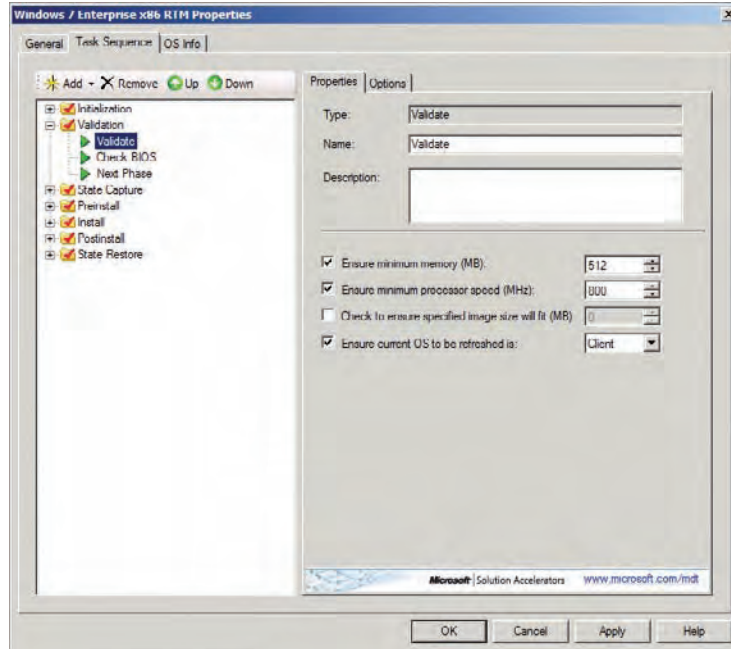 Windows 7 Enterprise x86 RTM Properties
General Task Sequence OS Info
Add Remove Up Down
Initialization
Validation
Validate
Check BIOS
Next Phase
State Capture
Preinstall
Install
Postinstall
State Restore
Properties Options
Type: Validate
Name: Validate
Description:
Ensure minimum memory (MB): 512
Ensure minimum processor speed (MHz): 800
Check to ensure specified image size will fit (MB) 0
Ensure current OS to be refreshed is: Client
Microsoft Solution Accelerators www.microsoft.com/mdt
OK Cancel Apply Help